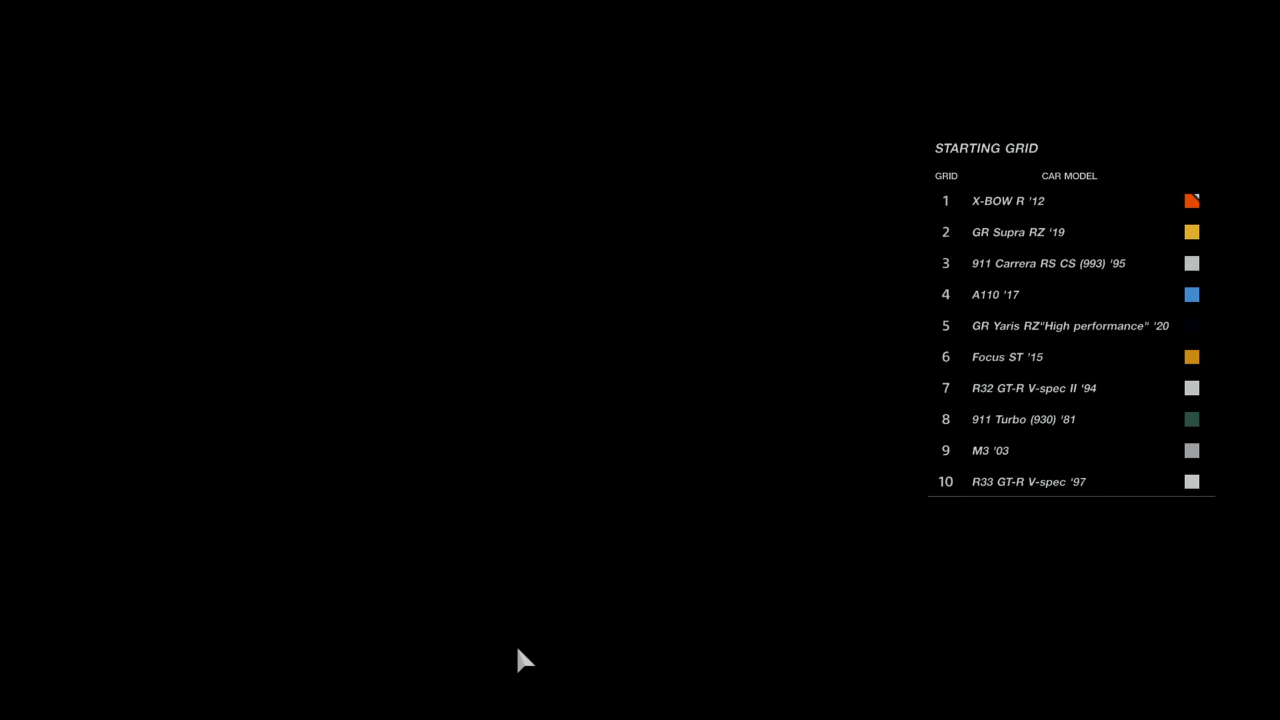 STARTING GRID
GRID CAR MODEL
1 X-BOW R '12
2 GR Supra RZ '19
3 911 Carrera RS CS (993) '95
4 A110 '17
5 GR Yaris RZ"High performance" '20
6 Focus ST '15
7 R32 GT-R V-spec II '94
8 911 Turbo (930) '81
9 M3 '03
10 R33 GT-R V-spec '97